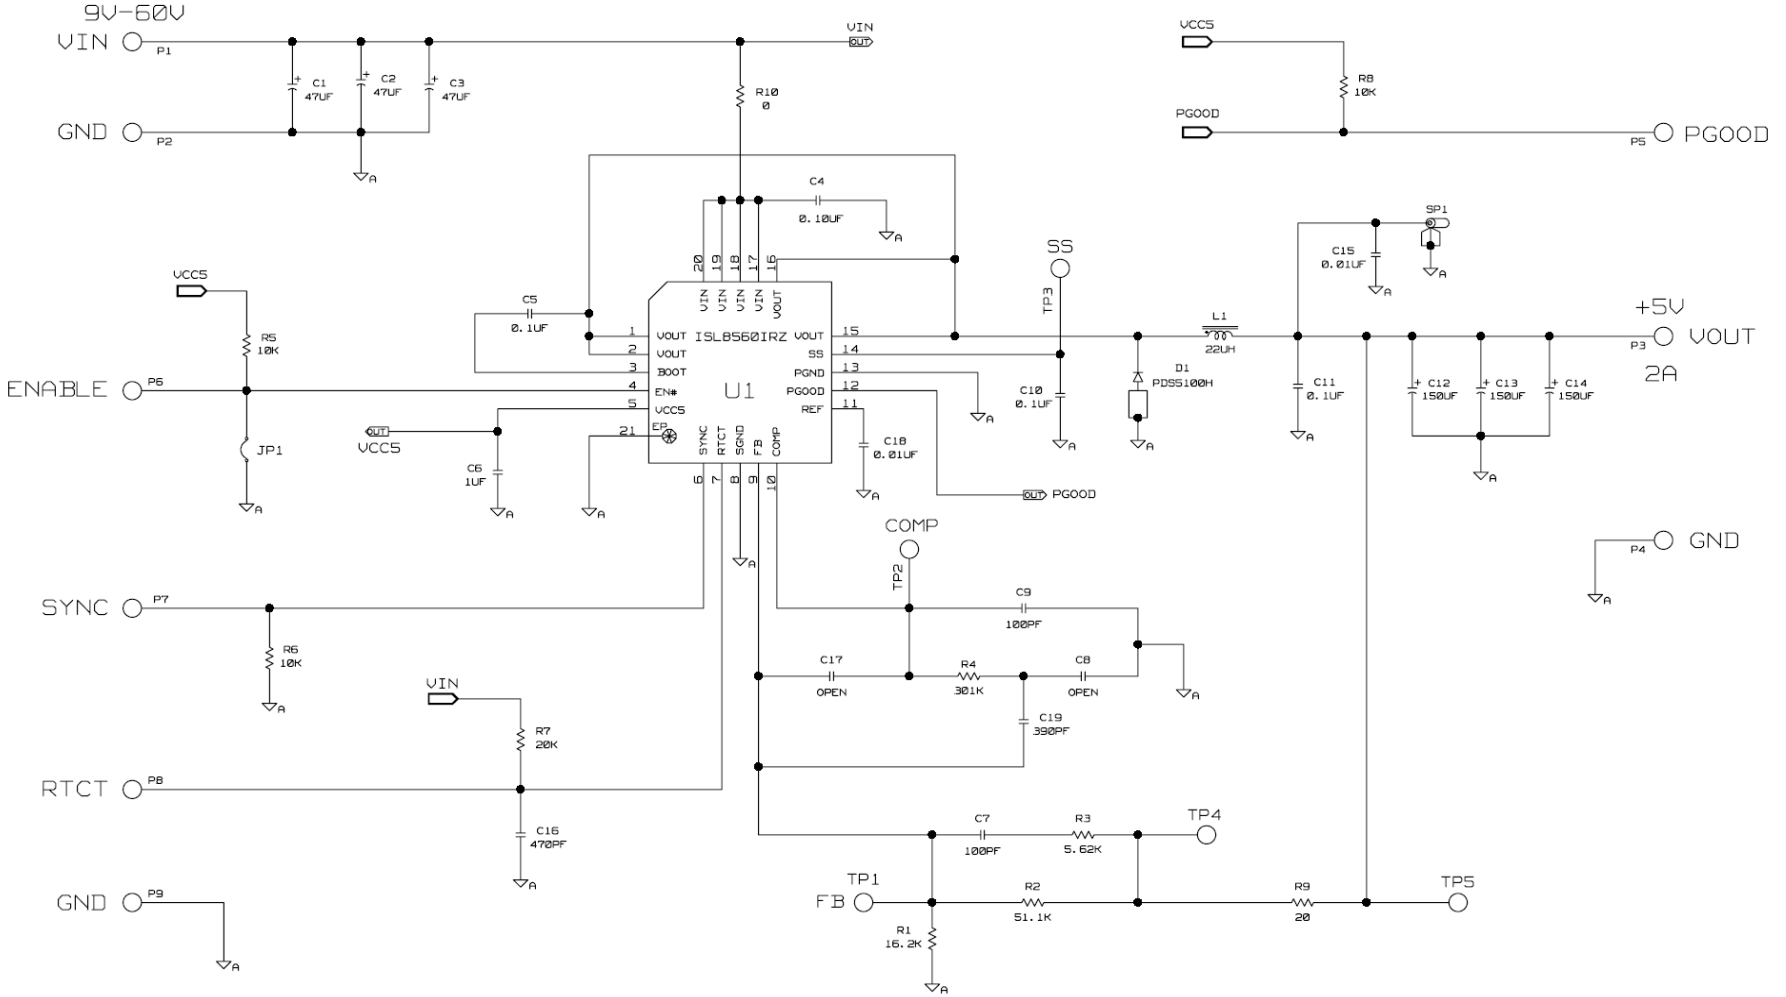 9V-60V
VIN
P1
C1
47UF
C2
47UF
C3
47UF
GND
P2
A
R10
0
VIN
OUT
VCC5
R8
10K
PGOOD
P5
PGOOD
C4
0.10UF
A
20
19
18
17
16
VIN
VIN
VIN
VIN
VOUT
SS
TP3
SP1
C15
0.01UF
A
A
VCC5
R5
10K
C5
0.1UF
ENABLE
P6
JP1
A
1
VOUT
2
VOUT
3
BOOT
4
EN#
5
VCC5
21
EP
ISL8560IRZ
U1
VOUT
15
SS
14
PGND
13
PGOOD
12
REF
11
SYNC
RTCT
SGND
FB
COMP
6
7
8
9
10
OUT
VCC5
C6
1UF
A
A
A
A
C18
0.01UF
A
C10
0.1UF
A
D1
PDS5100H
A
L1
22UH
C11
0.1UF
A
C12
150UF
C13
150UF
C14
150UF
A
+5V
P3
VOUT
2A
OUT
PGOOD
P4
GND
A
COMP
TP2
SYNC
P7
R6
10K
A
C9
100PF
C17
OPEN
R4
301K
C8
OPEN
A
C19
390PF
VIN
R7
20K
RTCT
P8
C16
470PF
A
C7
100PF
R3
5.62K
TP4
GND
P9
A
TP1
FB
R2
51.1K
R9
20
TP5
R1
16.2K
A